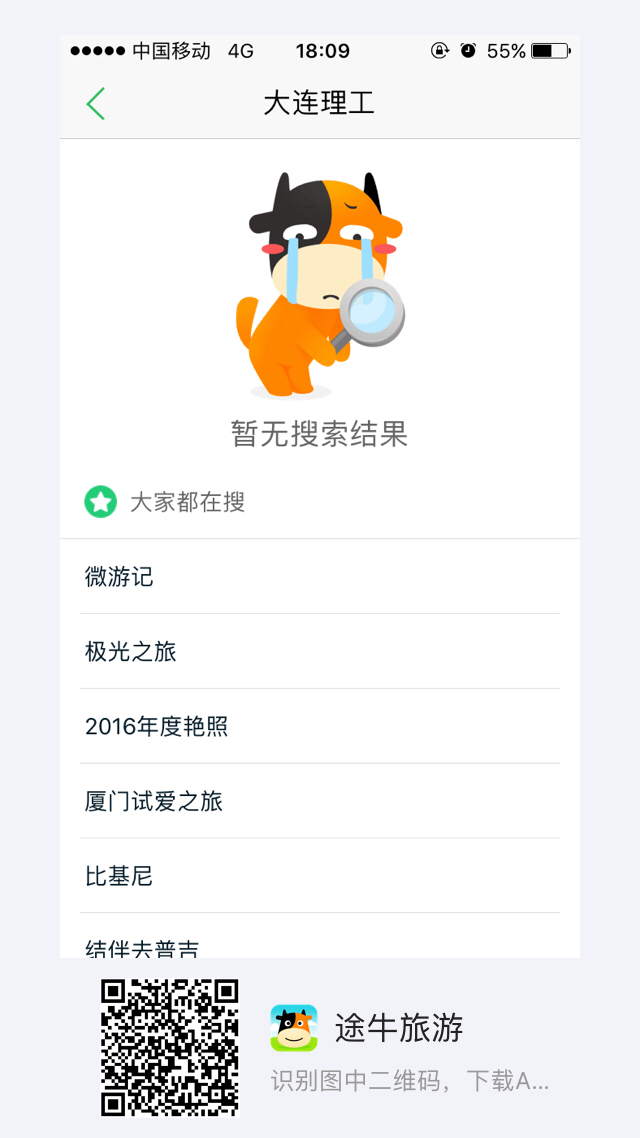 中国移动 4G 18:09 55%
大连理工
暂无搜索结果
大家都在搜
微游记
极光之旅
2016年度艳照
厦门试爱之旅
比基尼
结伴去普吉
途牛旅游
识别图中二维码，下载A...